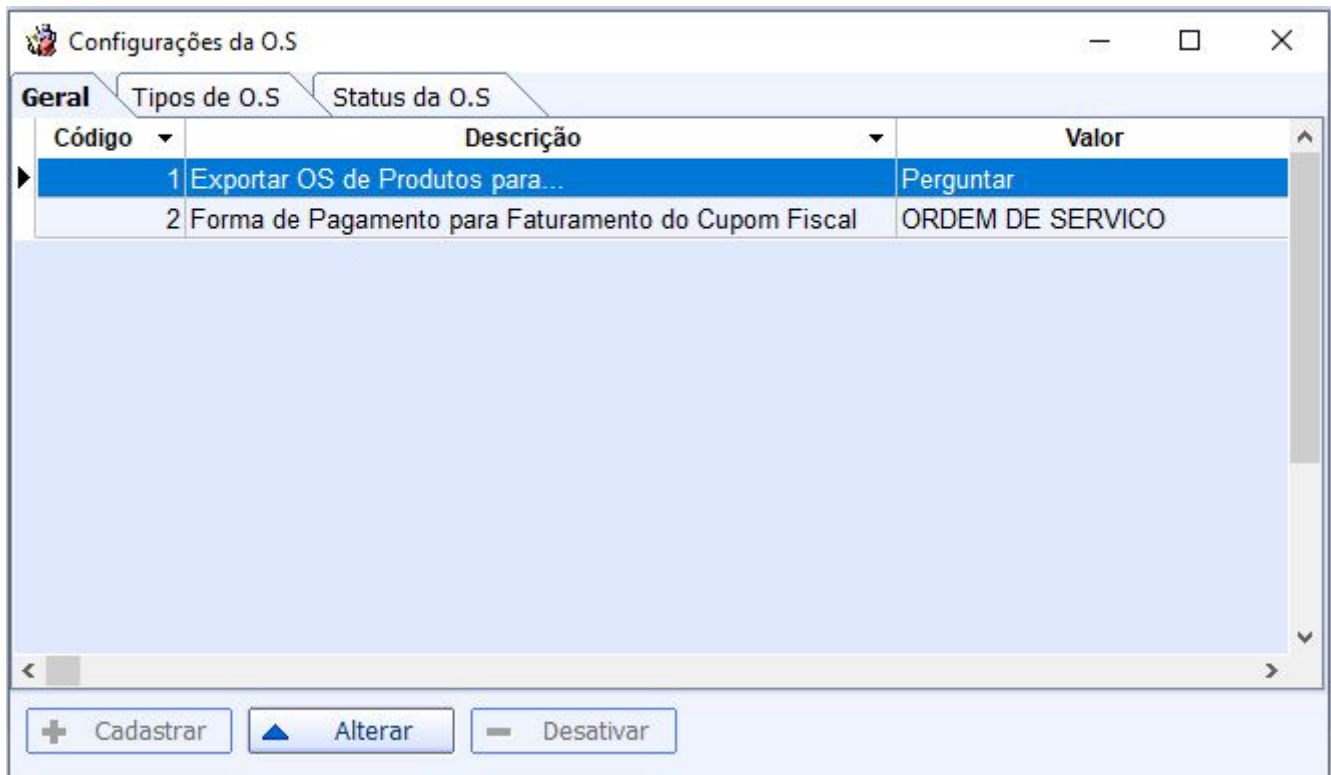 Configurações da O.S
Geral Tipos de O.S Status da O.S
Código Descrição Valor
1 Exportar OS de Produtos para... Perguntar
2 Forma de Pagamento para Faturamento do Cupom Fiscal ORDEM DE SERVICO
Cadastrar Alterar Desativar